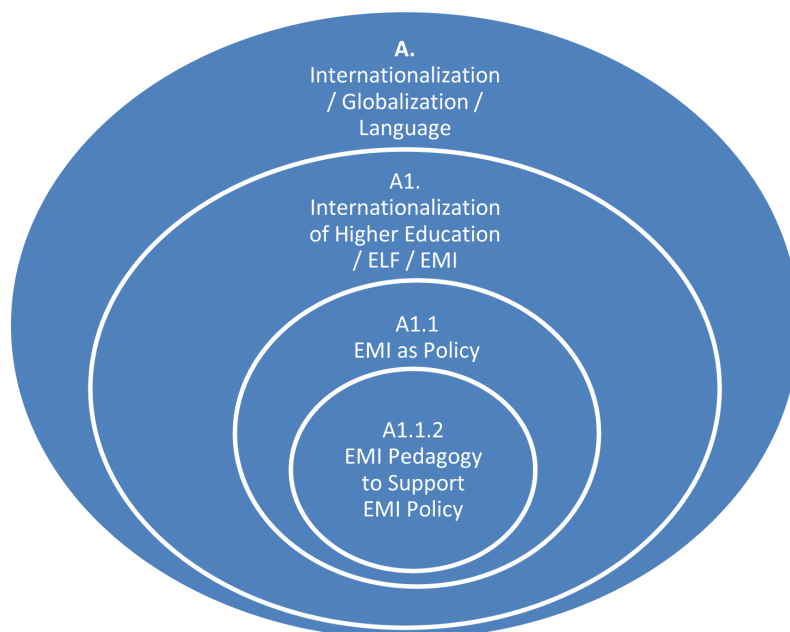 A.
Internationalization
/ Globalization /
Language
A1.
Internationalization
of Higher Education
/ ELF / EMI
A1.1
EMI as Policy
A1.1.2
EMI Pedagogy
to Support
EMI Policy